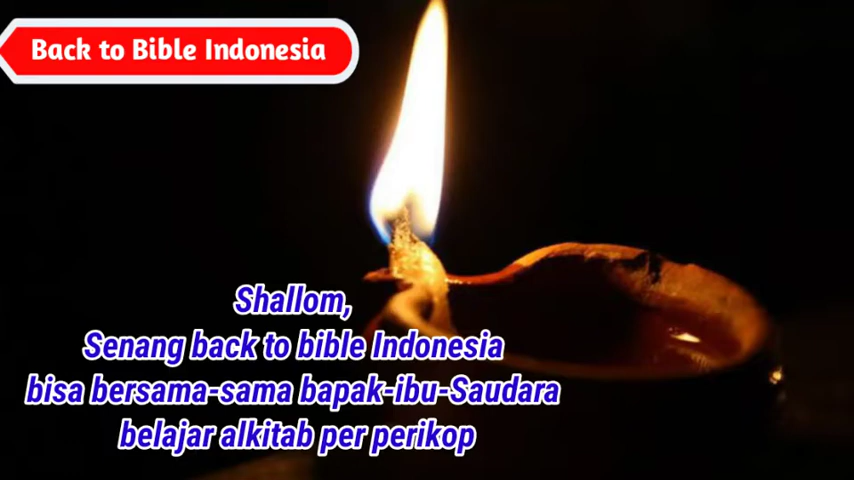 Back to Bible Indonesia
Shallom,
Senang back to bible Indonesia
bisa bersama-sama bapak-ibu-Saudara
belajar alkitab per perikop